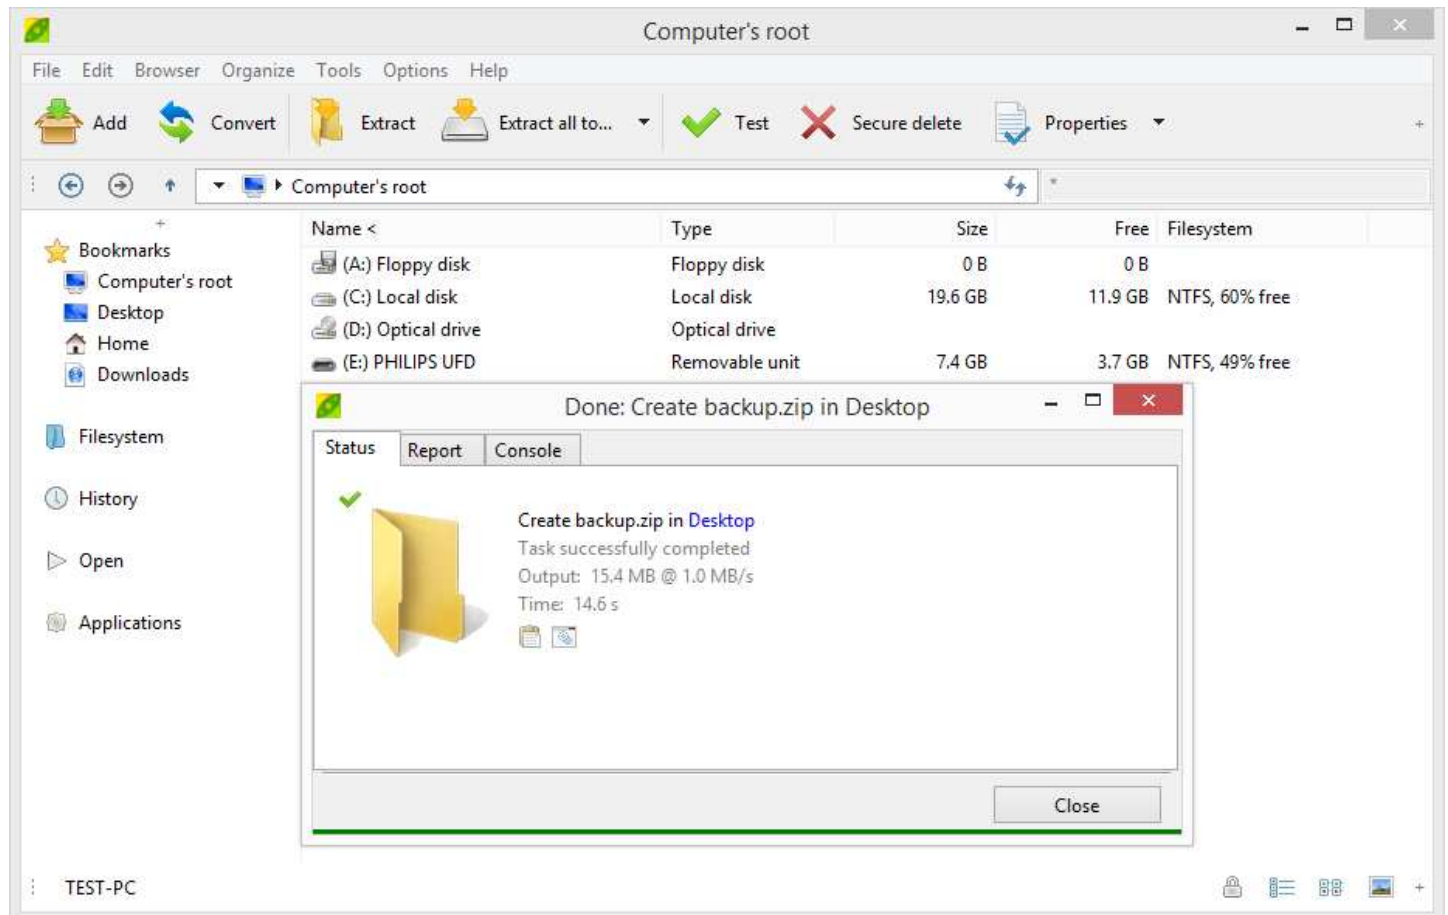 Computer's root
File Edit Browser Organize Tools Options Help
Add Convert Extract Extract all to... Test Secure delete Properties +
Computer's root *
+
Bookmarks
Computer's root
Desktop
Home
Downloads
Filesystem
History
Open
Applications
Name < Type Size Free Filesystem
(A:) Floppy disk Floppy disk 0 B 0 B
(C:) Local disk Local disk 19.6 GB 11.9 GB NTFS, 60% free
(D:) Optical drive Optical drive
(E:) PHILIPS UFD Removable unit 7.4 GB 3.7 GB NTFS, 49% free
Done: Create backup.zip in Desktop
Status Report Console
Create backup.zip in Desktop
Task successfully completed
Output: 15.4 MB @ 1.0 MB/s
Time: 14.6 s
Close
TEST-PC +